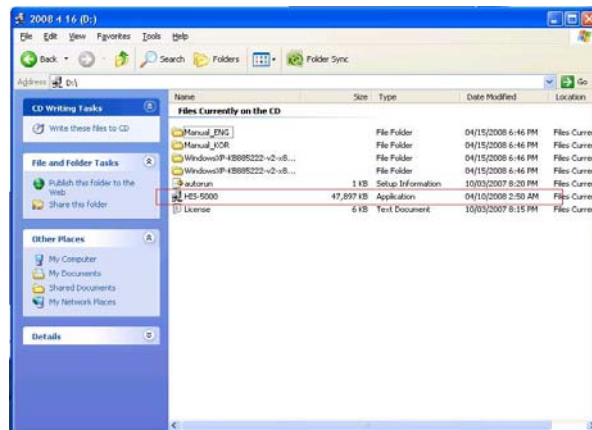 2008 4 16 (D:)
File Edit View Favorites Tools Help
Back Search Folders Folder Sync
Address D:\ Go
Name Size Type Date Modified Location
CD Writing Tasks
Write these files to CD
File and Folder Tasks
Publish this folder to the
Web
Share this folder
Other Places
My Computer
My Documents
Shared Documents
My Network Places
Details
Files Currently on the CD
Manual_ENG File Folder 04/15/2008 6:46 PM Files Curre
Manual_KOR File Folder 04/15/2008 6:46 PM Files Curre
WindowsXP-KB885222-v2-x8... File Folder 04/15/2008 6:46 PM Files Curre
WindowsXP-KB885222-v2-x8... File Folder 04/15/2008 6:46 PM Files Curre
autorun 1 KB Setup Information 10/03/2007 8:20 PM Files Curre
HES-5000 47,897 KB Application 04/10/2008 2:50 AM Files Curre
License 6 KB Text Document 10/03/2007 8:15 PM Files Curre